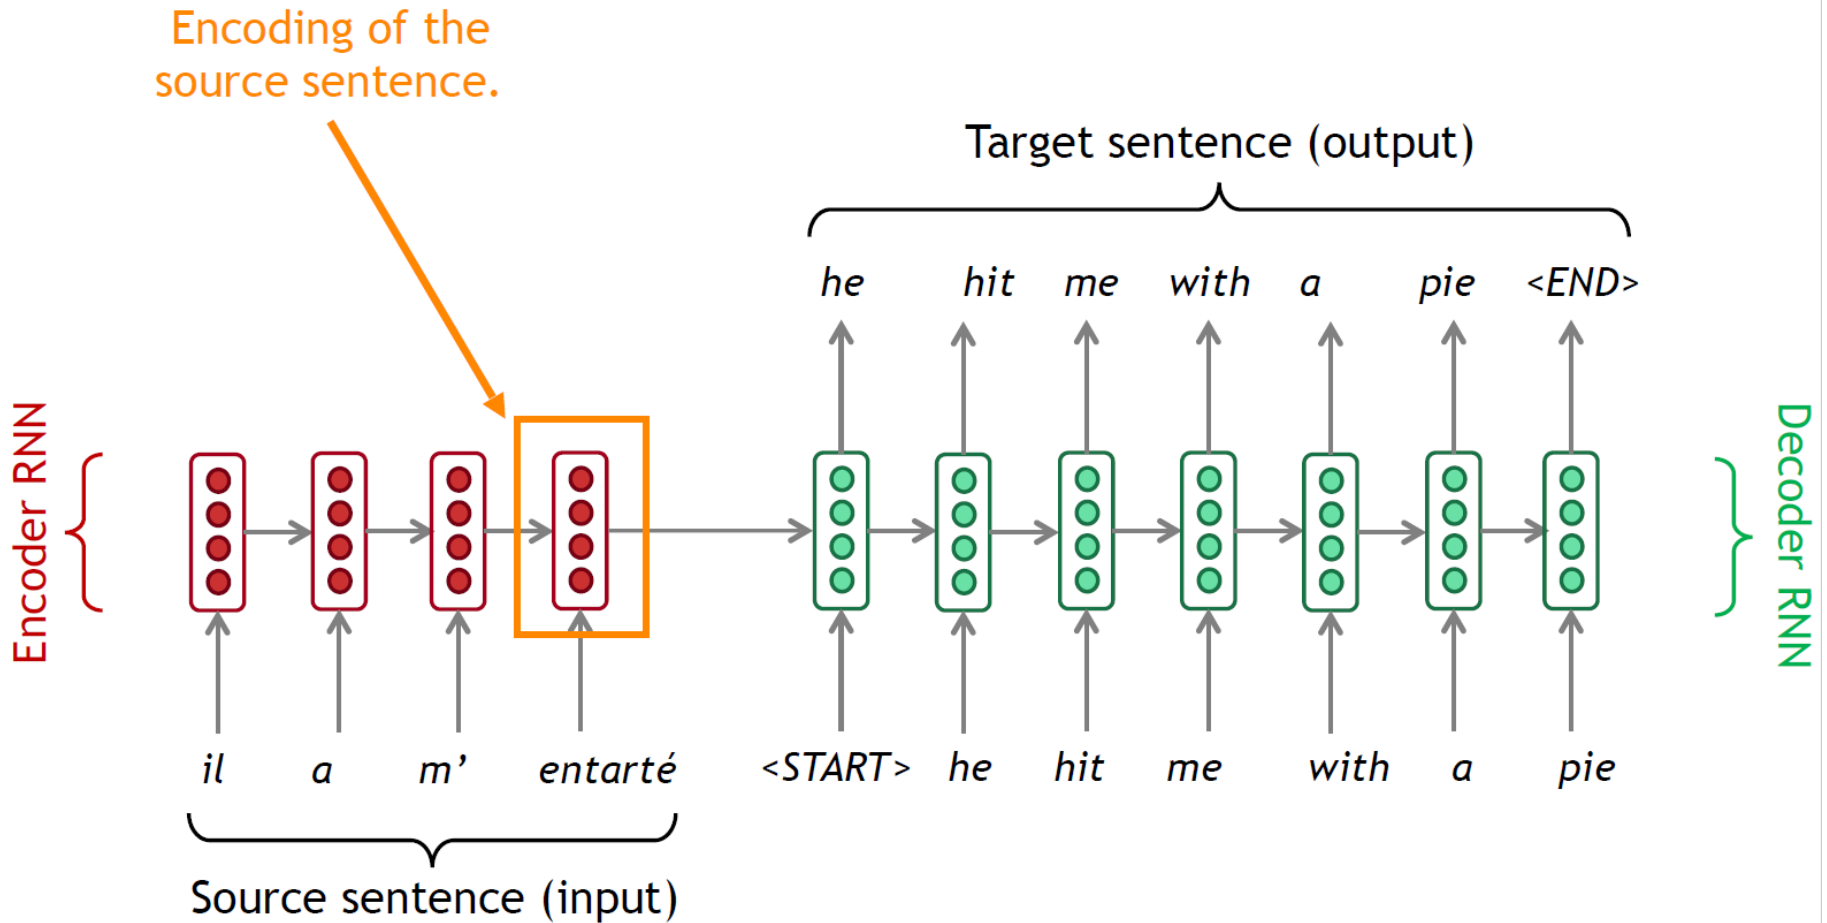 Encoding of the
source sentence.
Target sentence (output)
he hit me with a pie <END>
Encoder RNN
Decoder RNN
il a m’ entarté
<START> he hit me with a pie
Source sentence (input)